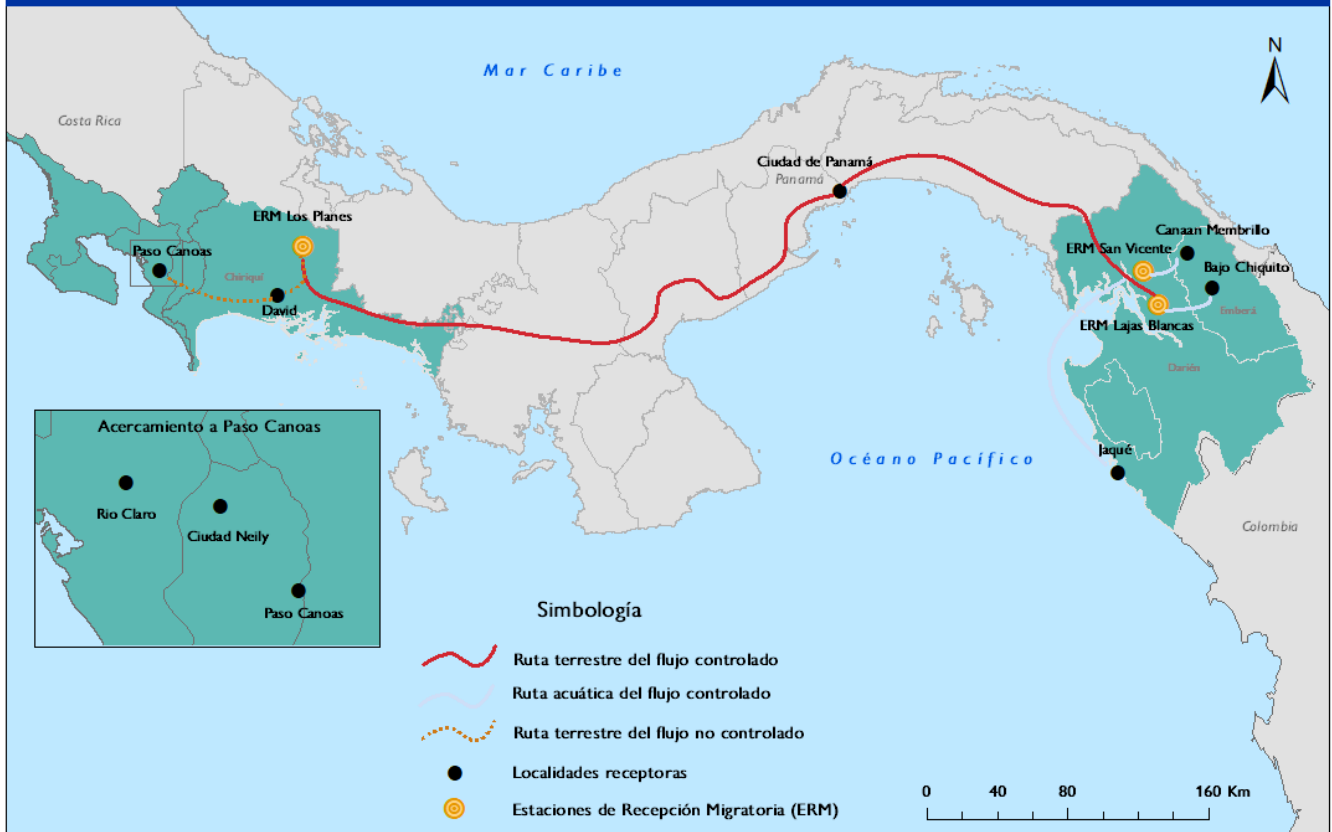 N
Mar Caribe
Costa Rica
Ciudad de Panamá
Panamá
ERM Los Planes
Canaan Membrillo
ERM San Vicente
Paso Canoas
Bajo Chiquito
Chiriquí
David
Emberá
ERM Lajas Blancas
Darién
Acercamiento a Paso Canoas
Jaqué
Océano Pacífico
Rio Claro
Colombia
Ciudad Neily
Paso Canoas
Simbología
Ruta terrestre del flujo controlado
Ruta acuática del flujo controlado
Ruta terrestre del flujo no controlado
Localidades receptoras
Estaciones de Recepción Migratoria (ERM)
0 40 80 160 Km